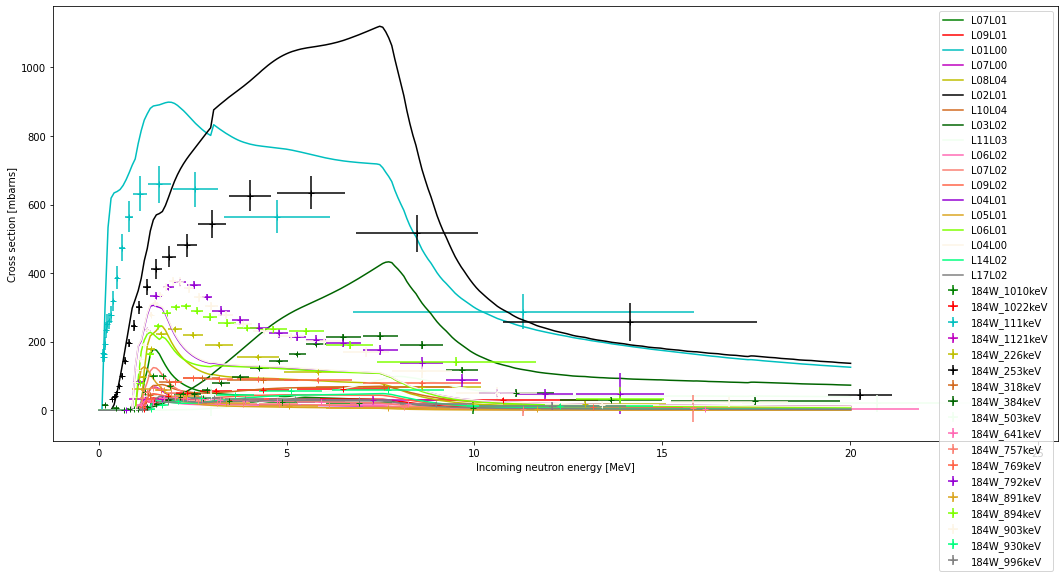 Cross section [mbarns]
1000
800
600
400
200
0
0
5
10
15
20
Incoming neutron energy [MeV]
L07L01
L09L01
L01L00
L07L00
L08L04
L02L01
L10L04
L03L02
L11L03
L06L02
L07L02
L09L02
L04L01
L05L01
L06L01
L04L00
L14L02
L17L02
184W_1010keV
184W_1022keV
184W_111keV
184W_1121keV
184W_226keV
184W_253keV
184W_318keV
184W_384keV
184W_503keV
184W_641keV
184W_757keV
184W_769keV
184W_792keV
184W_891keV
184W_894keV
184W_903keV
184W_930keV
184W_996keV